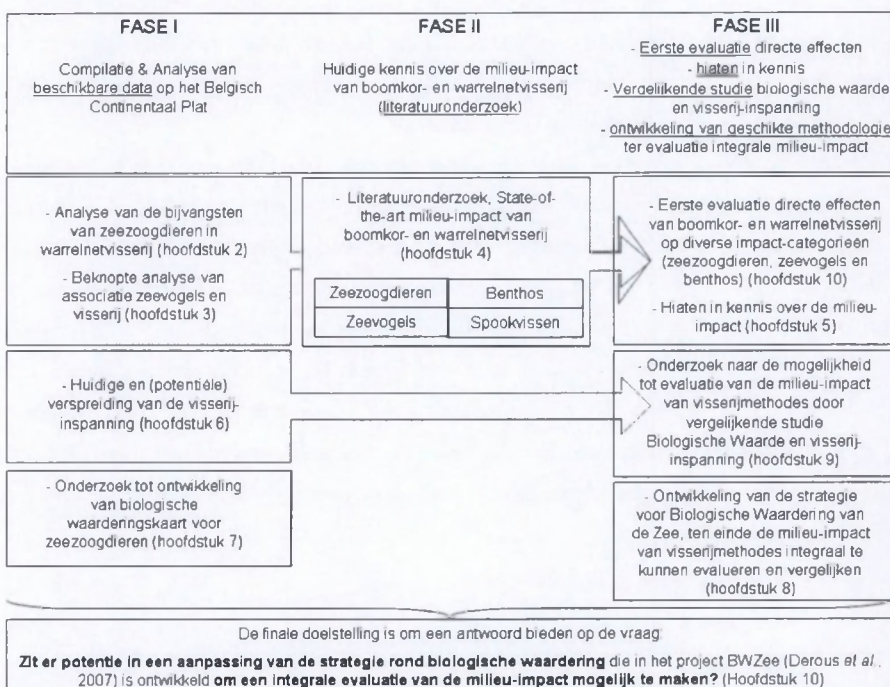 FASE I
Compilatie & Analyse van
beschikbare data op het Belgisch
Continentaal Plat
FASE II
Huidige kennis over de milieu-impact
van boomkor- en warrelnetvisserij
(literatuuronderzoek)
FASE III
- Eerste evaluatie directe effecten
- hiaten in kennis
- Vergelijkende studie biologische waarde
en visserij-inspanning
- ontwikkeling van geschikte methodologie
ter evaluatie integrale milieu-impact
- Analyse van de bijvangsten
van zeezoogdieren in
warrelnetvisserij (hoofdstuk 2)
- Beknopte analyse van
associatie zeevogels en
visserij (hoofdstuk 3)
- Literatuuronderzoek, State-of-
the-art milieu-impact van
boomkor- en warrelnetvisserij
(hoofdstuk 4)
Zeezoogdieren
Benthos
Zeevogels
Spookvissen
- Eerste evaluatie directe effecten
van boomkor- en warrelnetvisserij
op diverse impact-categorieën
(zeezoogdieren, zeevogels en
benthos) (hoofdstuk 10)
- Hiaten in kennis over de milieu-
impact (hoofdstuk 5)
- Huidige en (potentiële)
verspreiding van de visserij-
inspanning (hoofdstuk 6)
- Onderzoek naar de mogelijkheid
tot evaluatie van de milieu-impact
van visserijmethodes door
vergelijkende studie
Biologische Waarde en visserij-
inspanning (hoofdstuk 9)
- Onderzoek tot ontwikkeling
van biologische
waarderingskaart voor
zeezoogdieren (hoofdstuk 7)
- Ontwikkeling van de strategie
voor Biologische Waardering van
de Zee, ten einde de milieu-impact
van visserijmethodes integraal te
kunnen evalueren en vergelijken
(hoofdstuk 8)
De finale doelstelling is om een antwoord bieden op de vraag:
Zit er potentie in een aanpassing van de strategie rond biologische waardering die in het project BWZee (Derous et al.,
2007) is ontwikkeld om een integrale evaluatie van de milieu-impact mogelijk te maken? (Hoofdstuk 10)